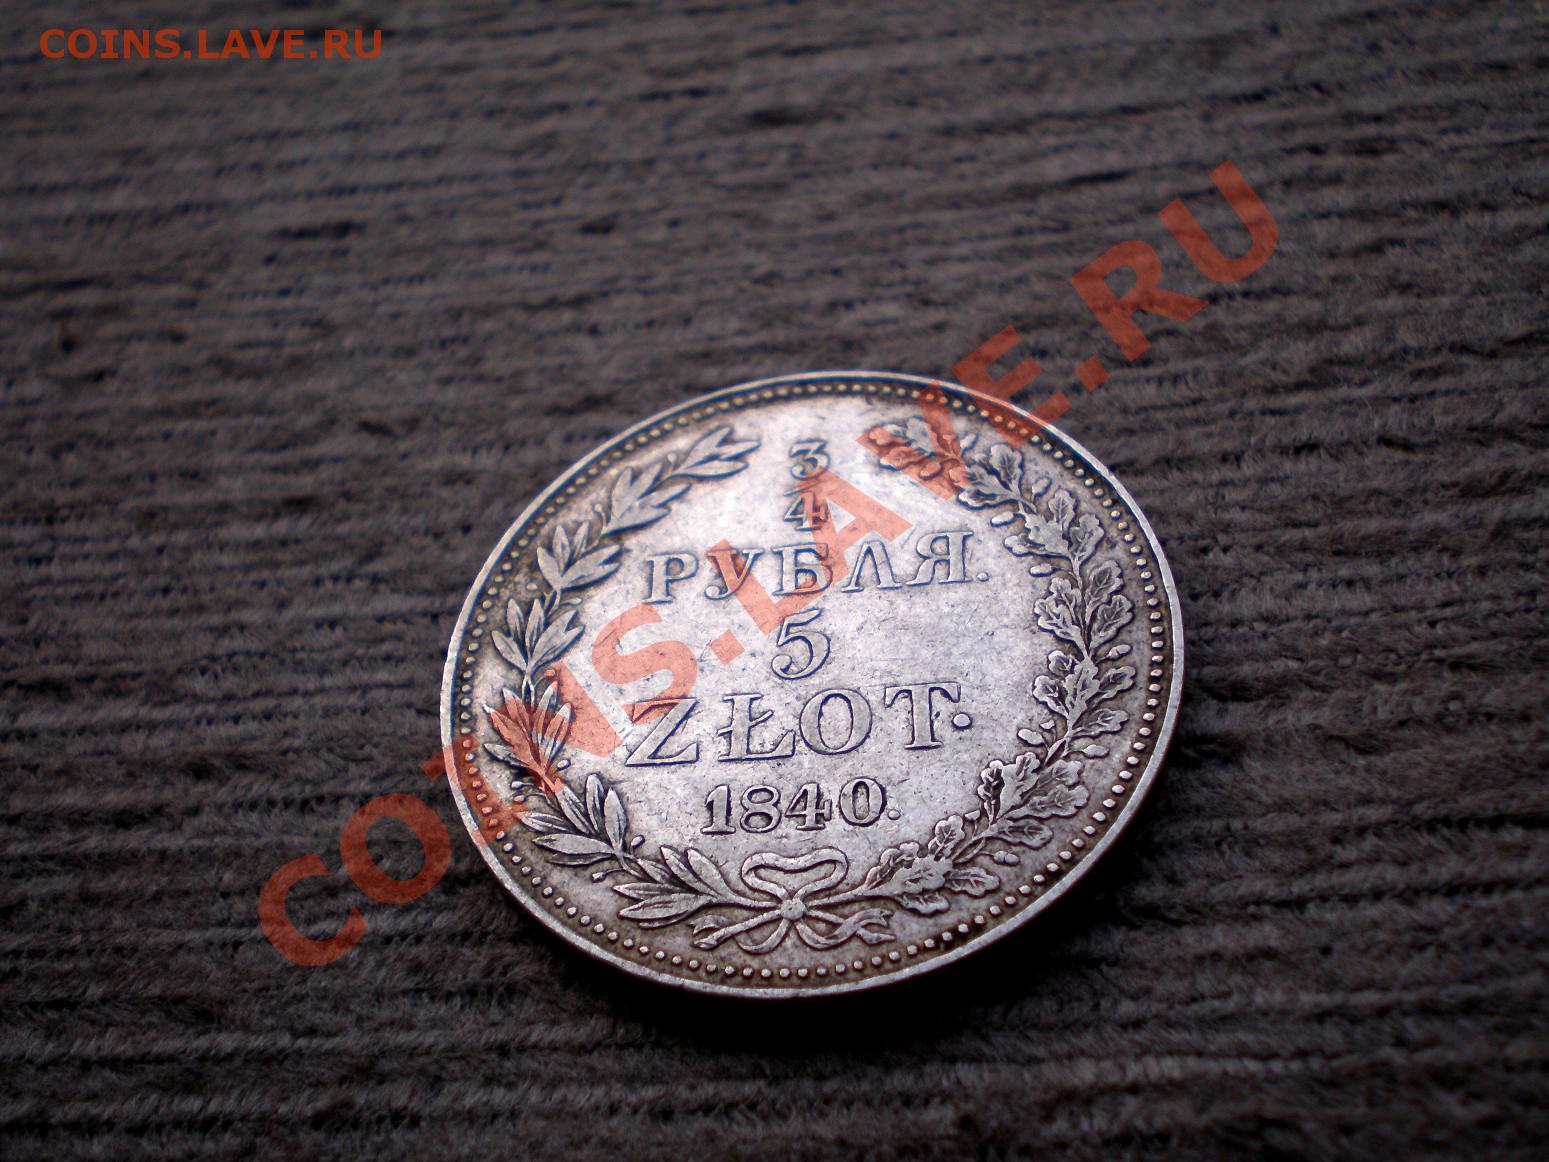 COINS.LAVE.RU
COINS.LAVE.RU
3
4
РУБЛЯ.
5
ZŁOT.
1840.